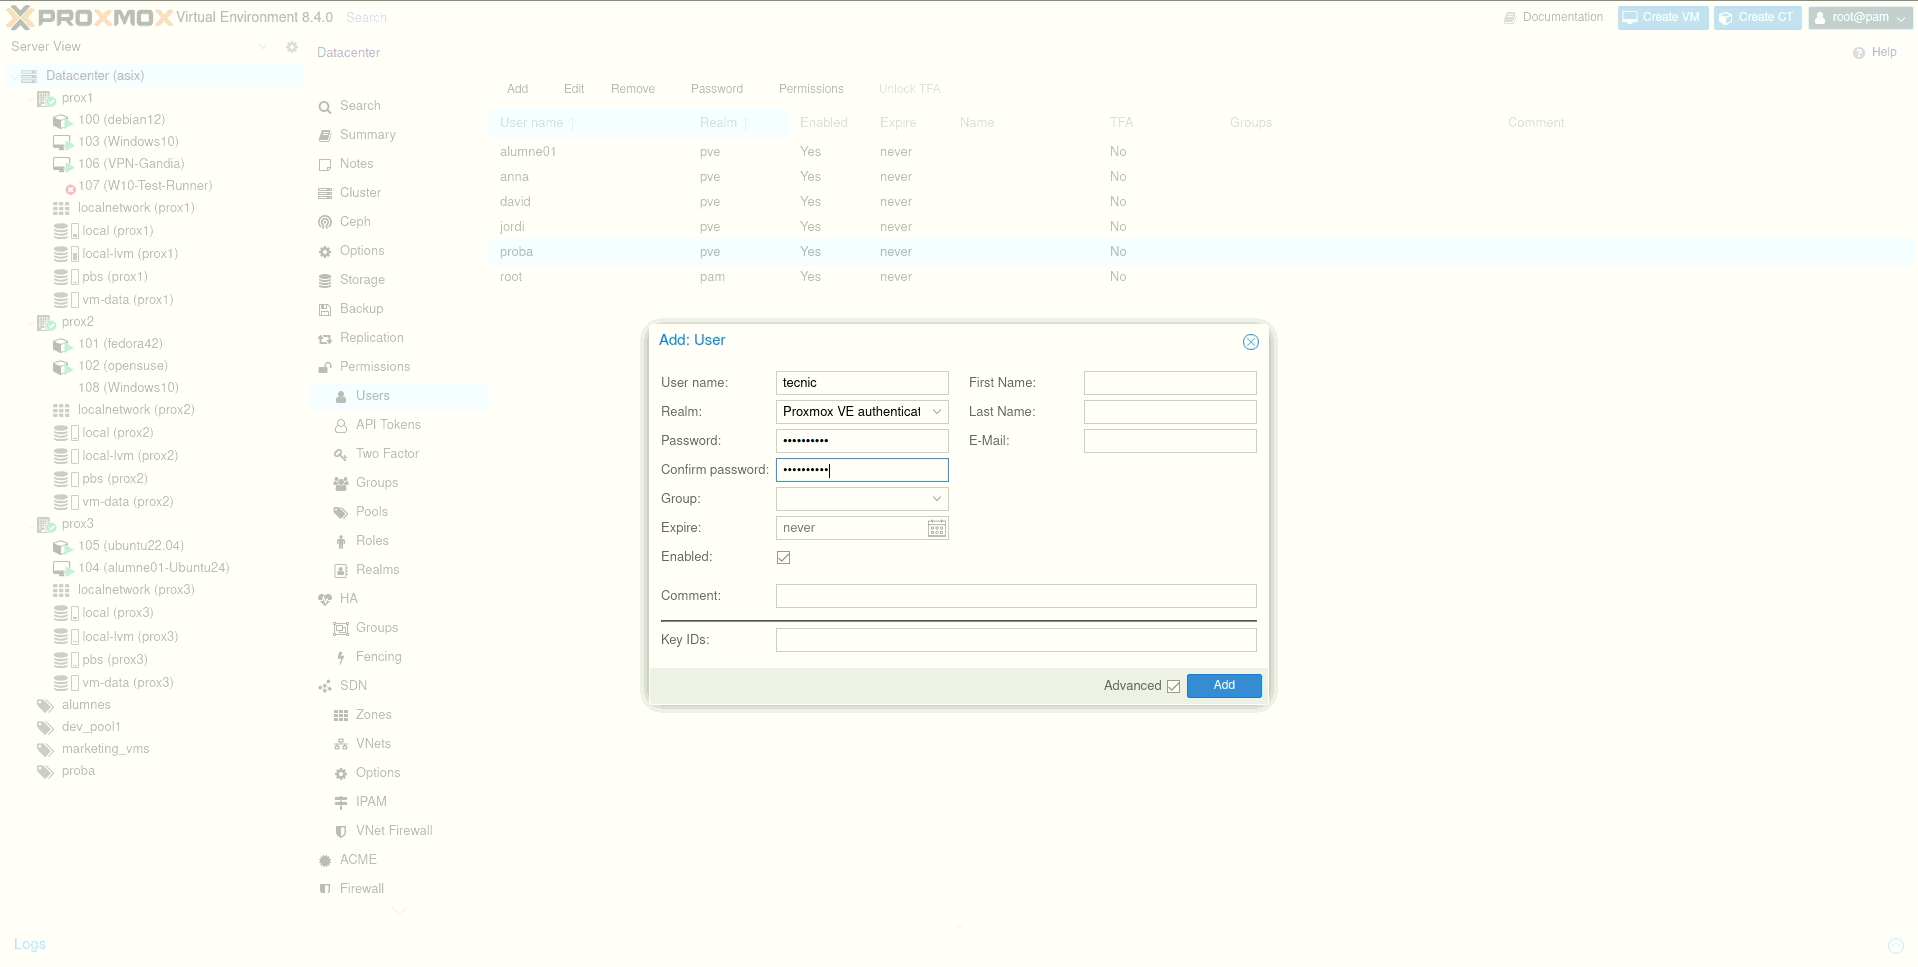 PROXMOX Virtual Environment 8.4.0 Search
Documentation Create VM Create CT root@pam
Server View
Datacenter
Help
Datacenter (asix)
prox1
100 (debian12)
103 (Windows10)
106 (VPN-Gandia)
107 (W10-Test-Runner)
localnetwork (prox1)
local (prox1)
local-lvm (prox1)
pbs (prox1)
vm-data (prox1)
prox2
101 (fedora42)
102 (opensuse)
108 (Windows10)
localnetwork (prox2)
local (prox2)
local-lvm (prox2)
pbs (prox2)
vm-data (prox2)
prox3
105 (ubuntu22.04)
104 (alumne01-Ubuntu24)
localnetwork (prox3)
local (prox3)
local-lvm (prox3)
pbs (prox3)
vm-data (prox3)
alumnes
dev_pool1
marketing_vms
proba
Search
Summary
Notes
Cluster
Ceph
Options
Storage
Backup
Replication
Permissions
Users
API Tokens
Two Factor
Groups
Pools
Roles
Realms
HA
Groups
Fencing
SDN
Zones
VNets
Options
IPAM
VNet Firewall
ACME
Firewall
Add Edit Remove Password Permissions Unlock TFA
User name ↑ Realm ↑ Enabled Expire Name TFA Groups Comment
alumne01 pve Yes never No
anna pve Yes never No
david pve Yes never No
jordi pve Yes never No
proba pve Yes never No
root pam Yes never No
Add: User
User name: tecnic First Name:
Realm: Proxmox VE authenticat Last Name:
Password: •••••••••• E-Mail:
Confirm password: ••••••••••
Group:
Expire: never
Enabled:
Comment:
Key IDs:
Advanced Add
Logs